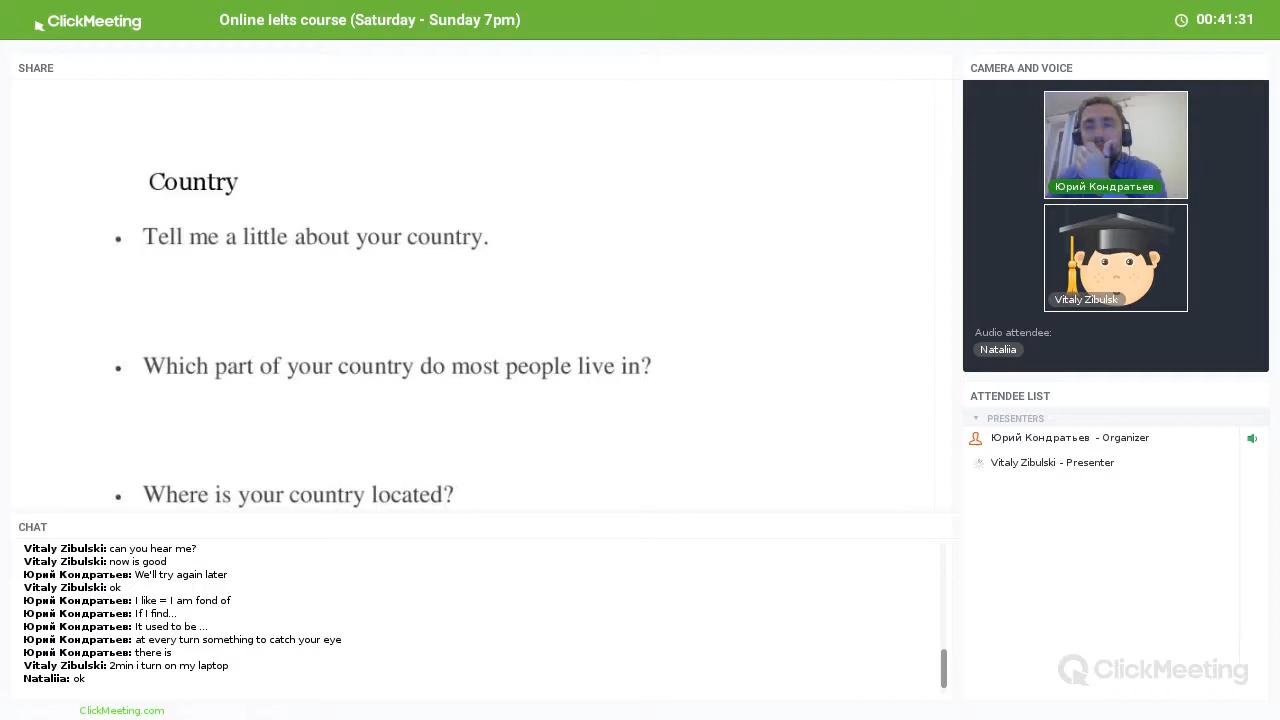 ClickMeeting
Online Ielts course (Saturday - Sunday 7pm)
00:41:31
SHARE
Country
• Tell me a little about your country.
• Which part of your country do most people live in?
• Where is your country located?
CHAT
Vitaly Zibulski: can you hear me?
Vitaly Zibulski: now is good
Юрий Кондратьев: We'll try again later
Vitaly Zibulski: ok
Юрий Кондратьев: I like = I am fond of
Юрий Кондратьев: If I find...
Юрий Кондратьев: It used to be ...
Юрий Кондратьев: at every turn something to catch your eye
Юрий Кондратьев: there is
Vitaly Zibulski: 2min i turn on my laptop
Nataliia: ok
ClickMeeting.com
CAMERA AND VOICE
Юрий Кондратьев
Vitaly Zibulsk
Audio attendee:
Nataliia
ATTENDEE LIST
PRESENTERS
Юрий Кондратьев - Organizer
Vitaly Zibulski - Presenter
ClickMeeting